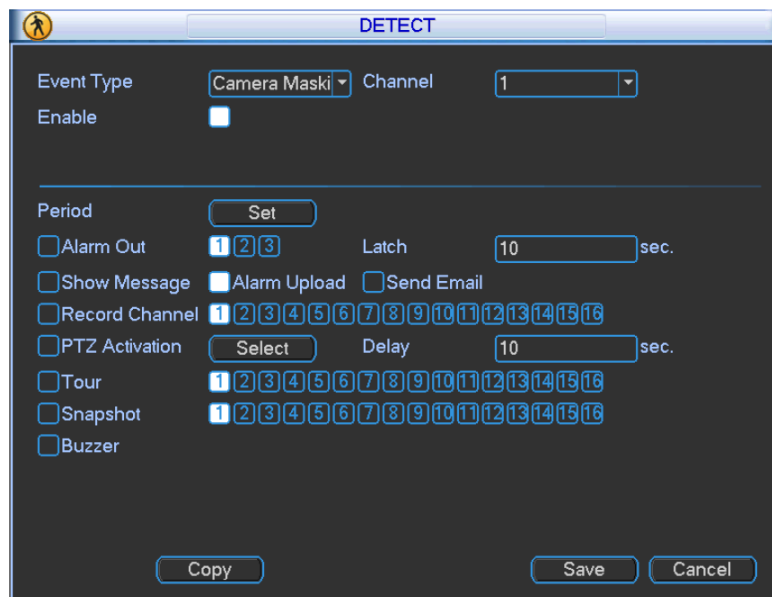 DETECT
Event Type Camera Maski Channel 1
Enable
Period Set
Alarm Out 1 2 3 Latch 10 sec.
Show Message Alarm Upload Send Email
Record Channel 1 2 3 4 5 6 7 8 9 10 11 12 13 14 15 16
PTZ Activation Select Delay 10 sec.
Tour 1 2 3 4 5 6 7 8 9 10 11 12 13 14 15 16
Snapshot 1 2 3 4 5 6 7 8 9 10 11 12 13 14 15 16
Buzzer
Copy Save Cancel